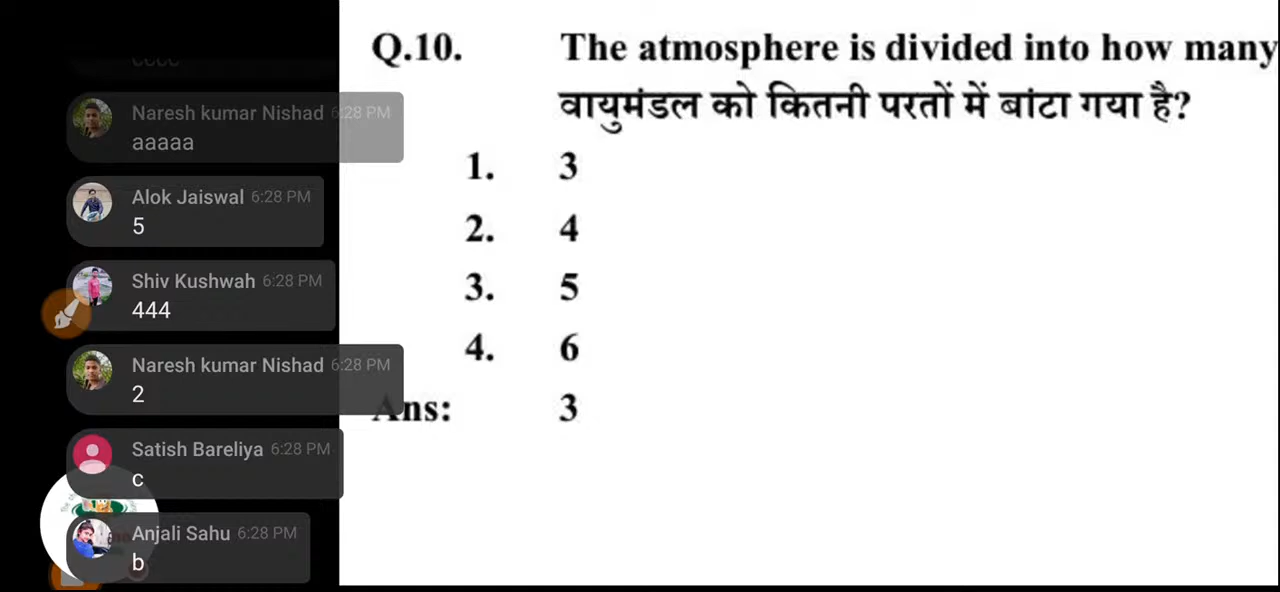 Naresh kumar Nishad 6:28 PM
aaaaa
Alok Jaiswal 6:28 PM
5
Shiv Kushwah 6:28 PM
444
Naresh kumar Nishad 6:28 PM
2
Satish Bareliya 6:28 PM
c
Anjali Sahu 6:28 PM
b
Q.10. The atmosphere is divided into how many
वायुमंडल को कितनी परतों में बांटा गया है?
1. 3
2. 4
3. 5
4. 6
Ans: 3